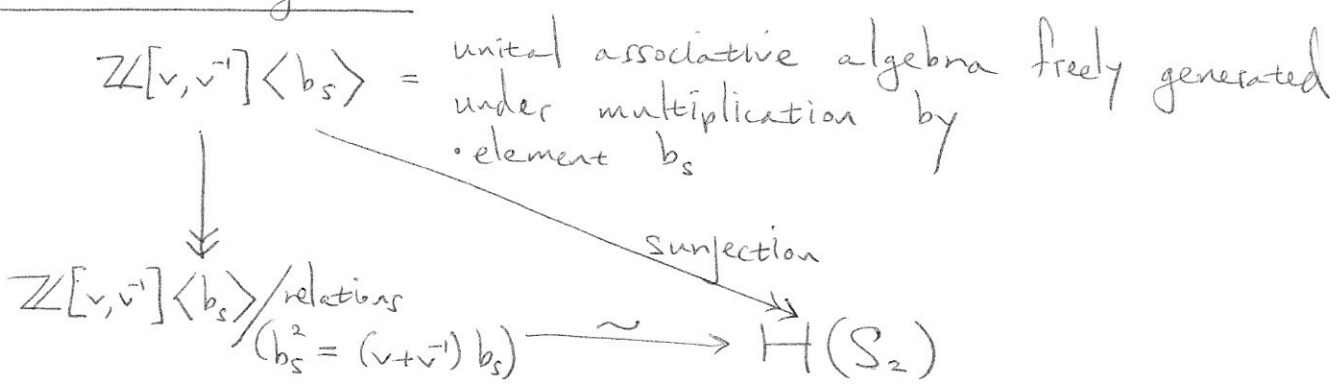 ℤ[v,v⁻¹]⟨b_s⟩ = unital associative algebra freely generated
under multiplication by
• element b_s
surjection
ℤ[v,v⁻¹]⟨b_s⟩/relations
(b_s² = (v+v⁻¹) b_s) ~ H(S₂)